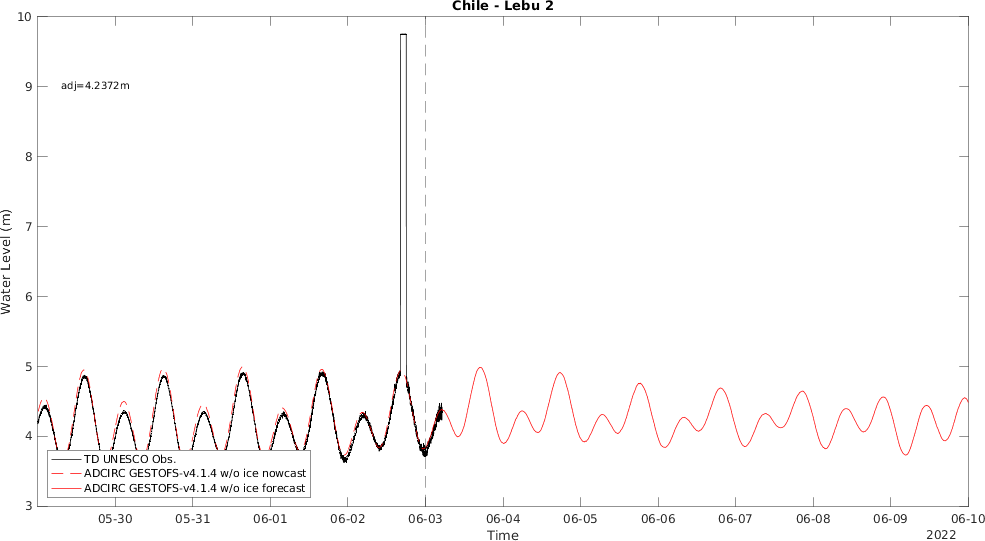 Chile - Lebu 2
10
9
8
7
6
5
4
3
adj=4.2372m
Water Level (m)
TD UNESCO Obs.
ADCIRC GESTOFS-v4.1.4 w/o ice nowcast
ADCIRC GESTOFS-v4.1.4 w/o ice forecast
05-30 05-31 06-01 06-02 06-03 06-04 06-05 06-06 06-07 06-08 06-09 06-10
Time
2022